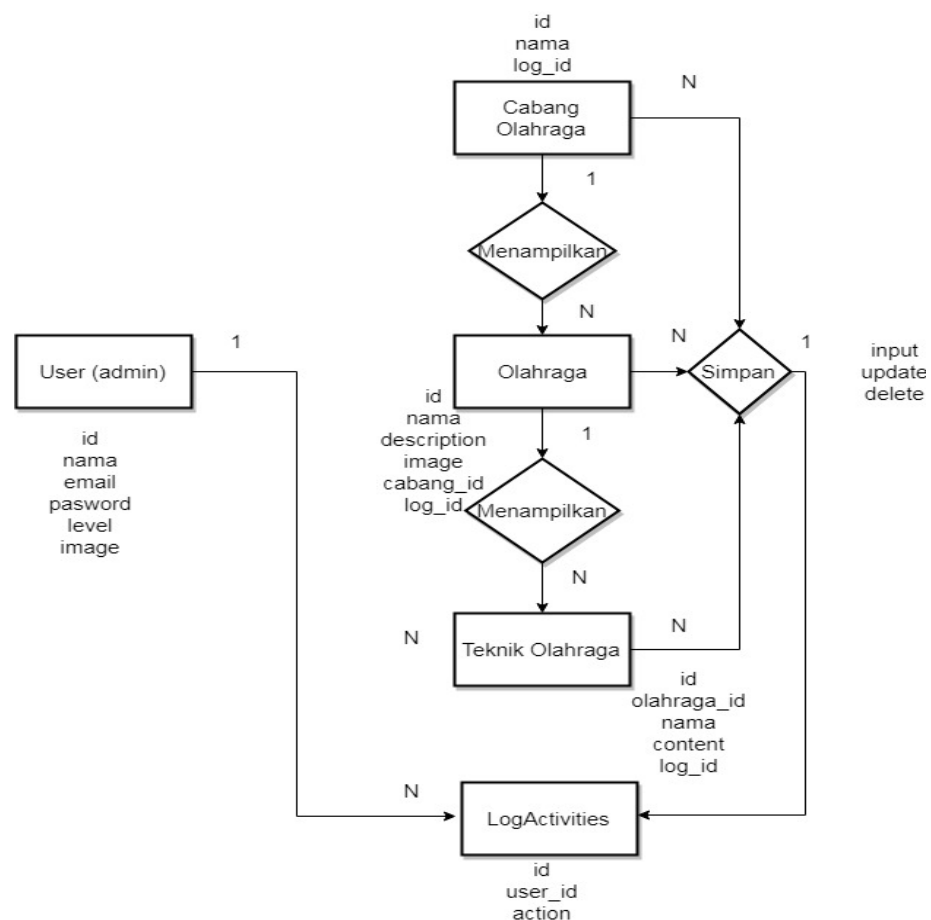 id
nama
log_id
N
Cabang
Olahraga
1
Menampilkan
N
N
1
User (admin)
1
Olahraga
Simpan
input
update
delete
id
nama
email
pasword
level
image
id
nama
description
image
cabang_id
log_id
1
Menampilkan
N
N
Teknik Olahraga
N
id
olahraga_id
nama
content
log_id
N
LogActivities
id
user_id
action